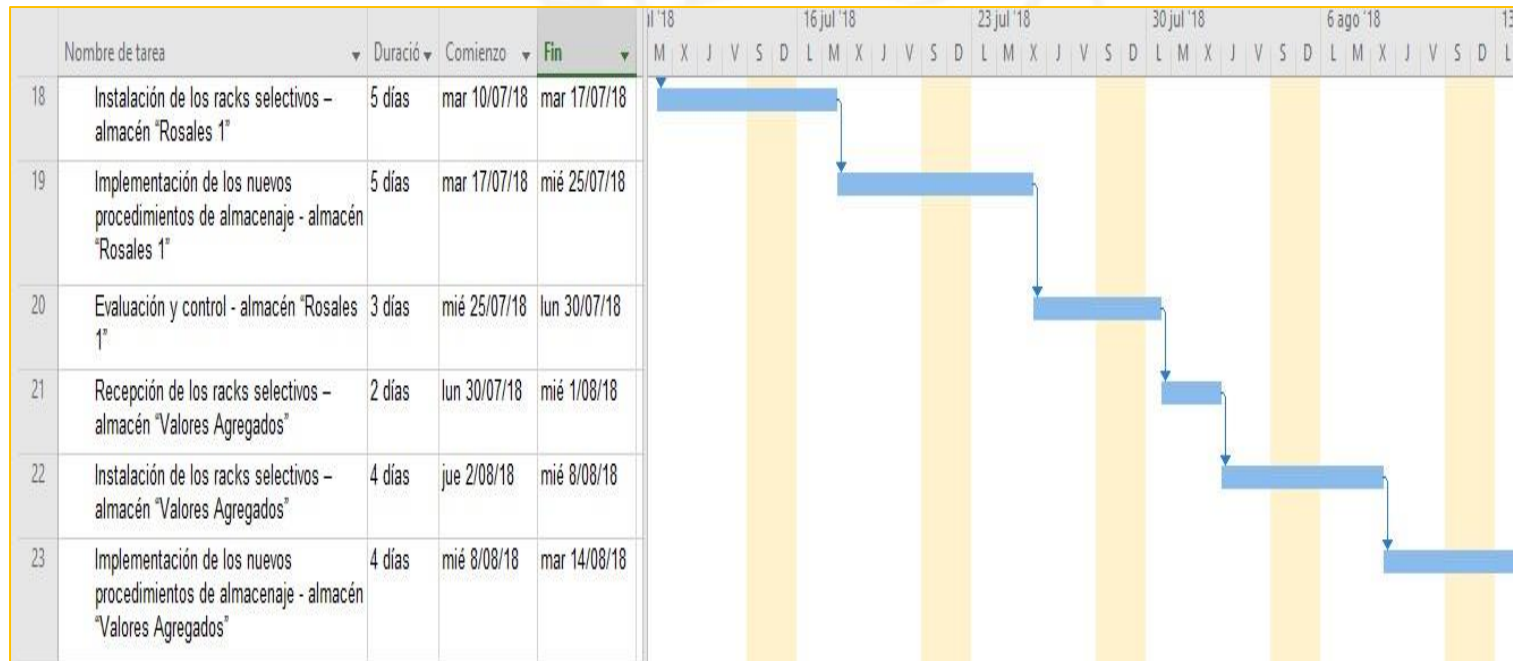 l '18 16 jul '18 23 jul '18 30 jul '18 6 ago '18 13
Nombre de tarea Duració Comienzo Fin M X J V S D L M X J V S D L M X J V S D L M X J V S D L M X J V S D L
18 Instalación de los racks selectivos – 5 días mar 10/07/18 mar 17/07/18
almacén “Rosales 1”
19 Implementación de los nuevos 5 días mar 17/07/18 mié 25/07/18
procedimientos de almacenaje - almacén
“Rosales 1”
20 Evaluación y control - almacén “Rosales 3 días mié 25/07/18 lun 30/07/18
1”
21 Recepción de los racks selectivos – 2 días lun 30/07/18 mié 1/08/18
almacén “Valores Agregados”
22 Instalación de los racks selectivos – 4 días jue 2/08/18 mié 8/08/18
almacén “Valores Agregados”
23 Implementación de los nuevos 4 días mié 8/08/18 mar 14/08/18
procedimientos de almacenaje - almacén
“Valores Agregados”